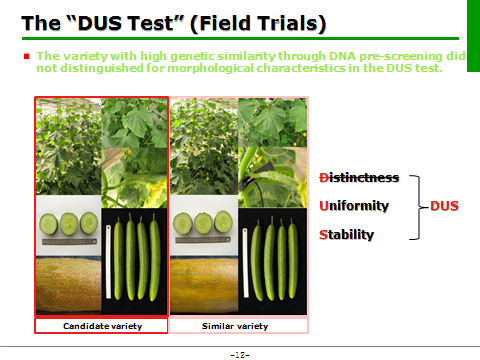 The “DUS Test” (Field Trials)
The variety with high genetic similarity through DNA pre-screening did
not distinguished for morphological characteristics in the DUS test.
Distinctness
Uniformity
DUS
Stability
Candidate variety
Similar variety
-12-